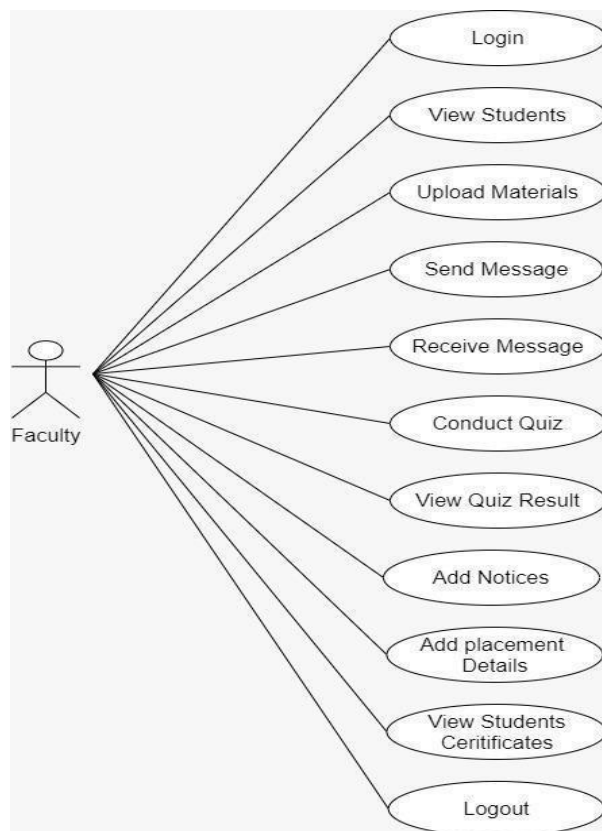 Login
View Students
Upload Materials
Send Message
Receive Message
Faculty
Conduct Quiz
View Quiz Result
Add Notices
Add placement
Details
View Students
Ceritificates
Logout